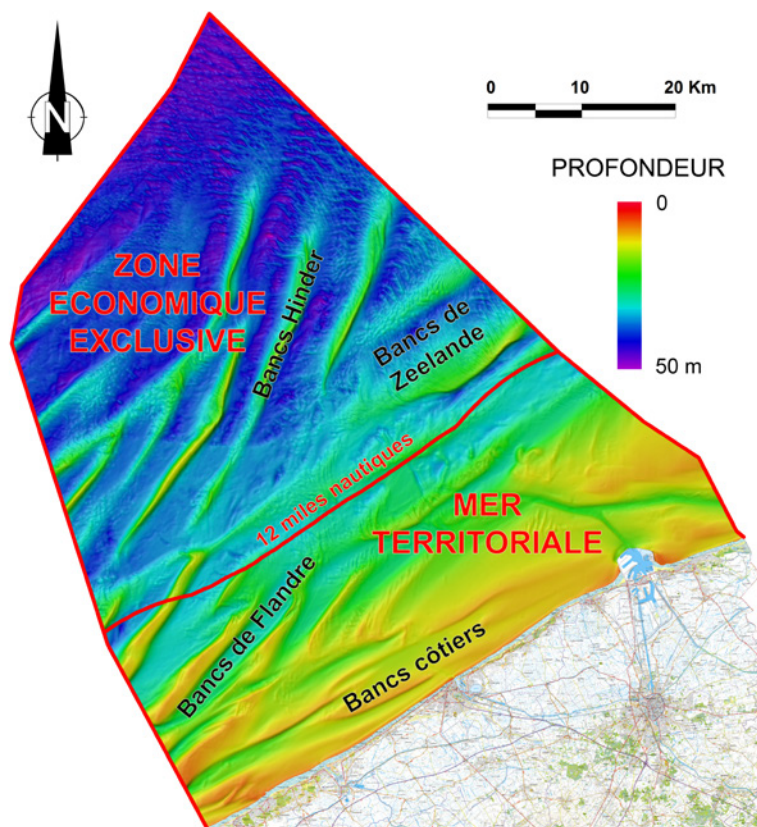 N
0 10 20 Km
PROFONDEUR
0
50 m
ZONE
ECONOMIQUE
EXCLUSIVE
Bancs Hinder
Bancs de
Zeelande
12 miles nautiques
MER
TERRITORIALE
Bancs de Flandre
Bancs côtiers